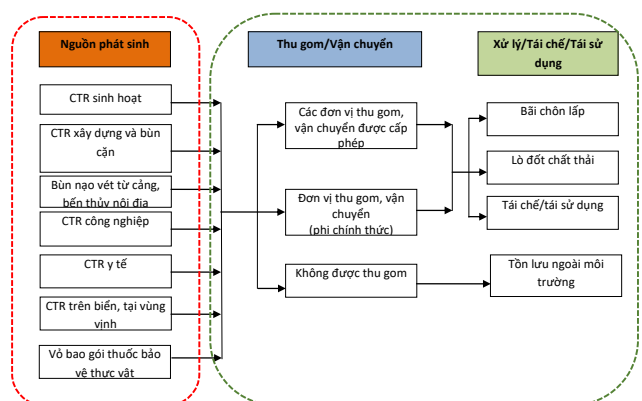 Nguồn phát sinh
Thu gom/Vận chuyển
Xử lý/Tái chế/Tái sử
dụng
CTR sinh hoạt
CTR xây dựng và bùn
cặn
Bùn nạo vét từ cảng,
bến thủy nội địa
CTR công nghiệp
CTR y tế
CTR trên biển, tại vùng
vịnh
Vỏ bao gói thuốc bảo
vệ thực vật
Các đơn vị thu gom,
vận chuyển được cấp
phép
Đơn vị thu gom, vận
chuyển
(phi chính thức)
Không được thu gom
Bãi chôn lấp
Lò đốt chất thải
Tái chế/tái sử dụng
Tồn lưu ngoài môi
trường